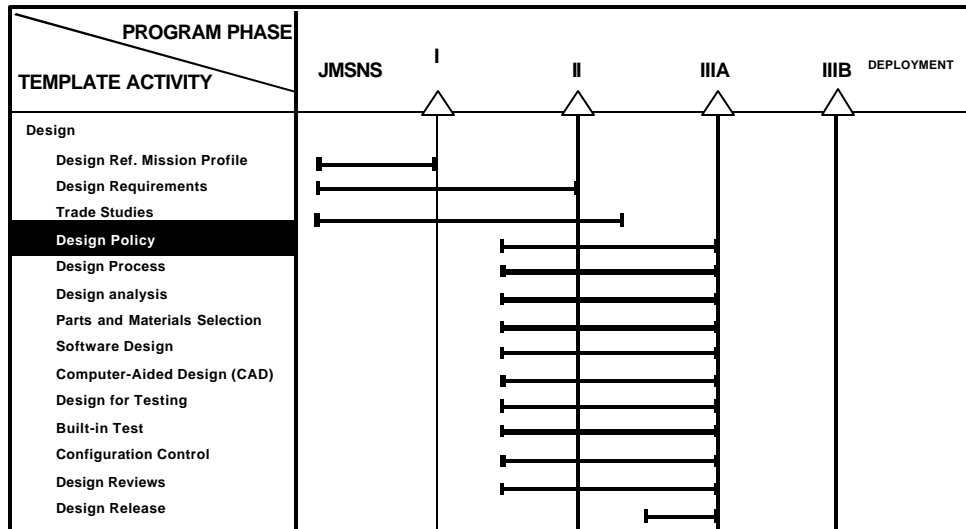 PROGRAM PHASE
TEMPLATE ACTIVITY
JMSNS
I
II
IIIA
IIIB
DEPLOYMENT
Design
Design Ref. Mission Profile
Design Requirements
Trade Studies
Design Policy
Design Process
Design analysis
Parts and Materials Selection
Software Design
Computer-Aided Design (CAD)
Design for Testing
Built-in Test
Configuration Control
Design Reviews
Design Release